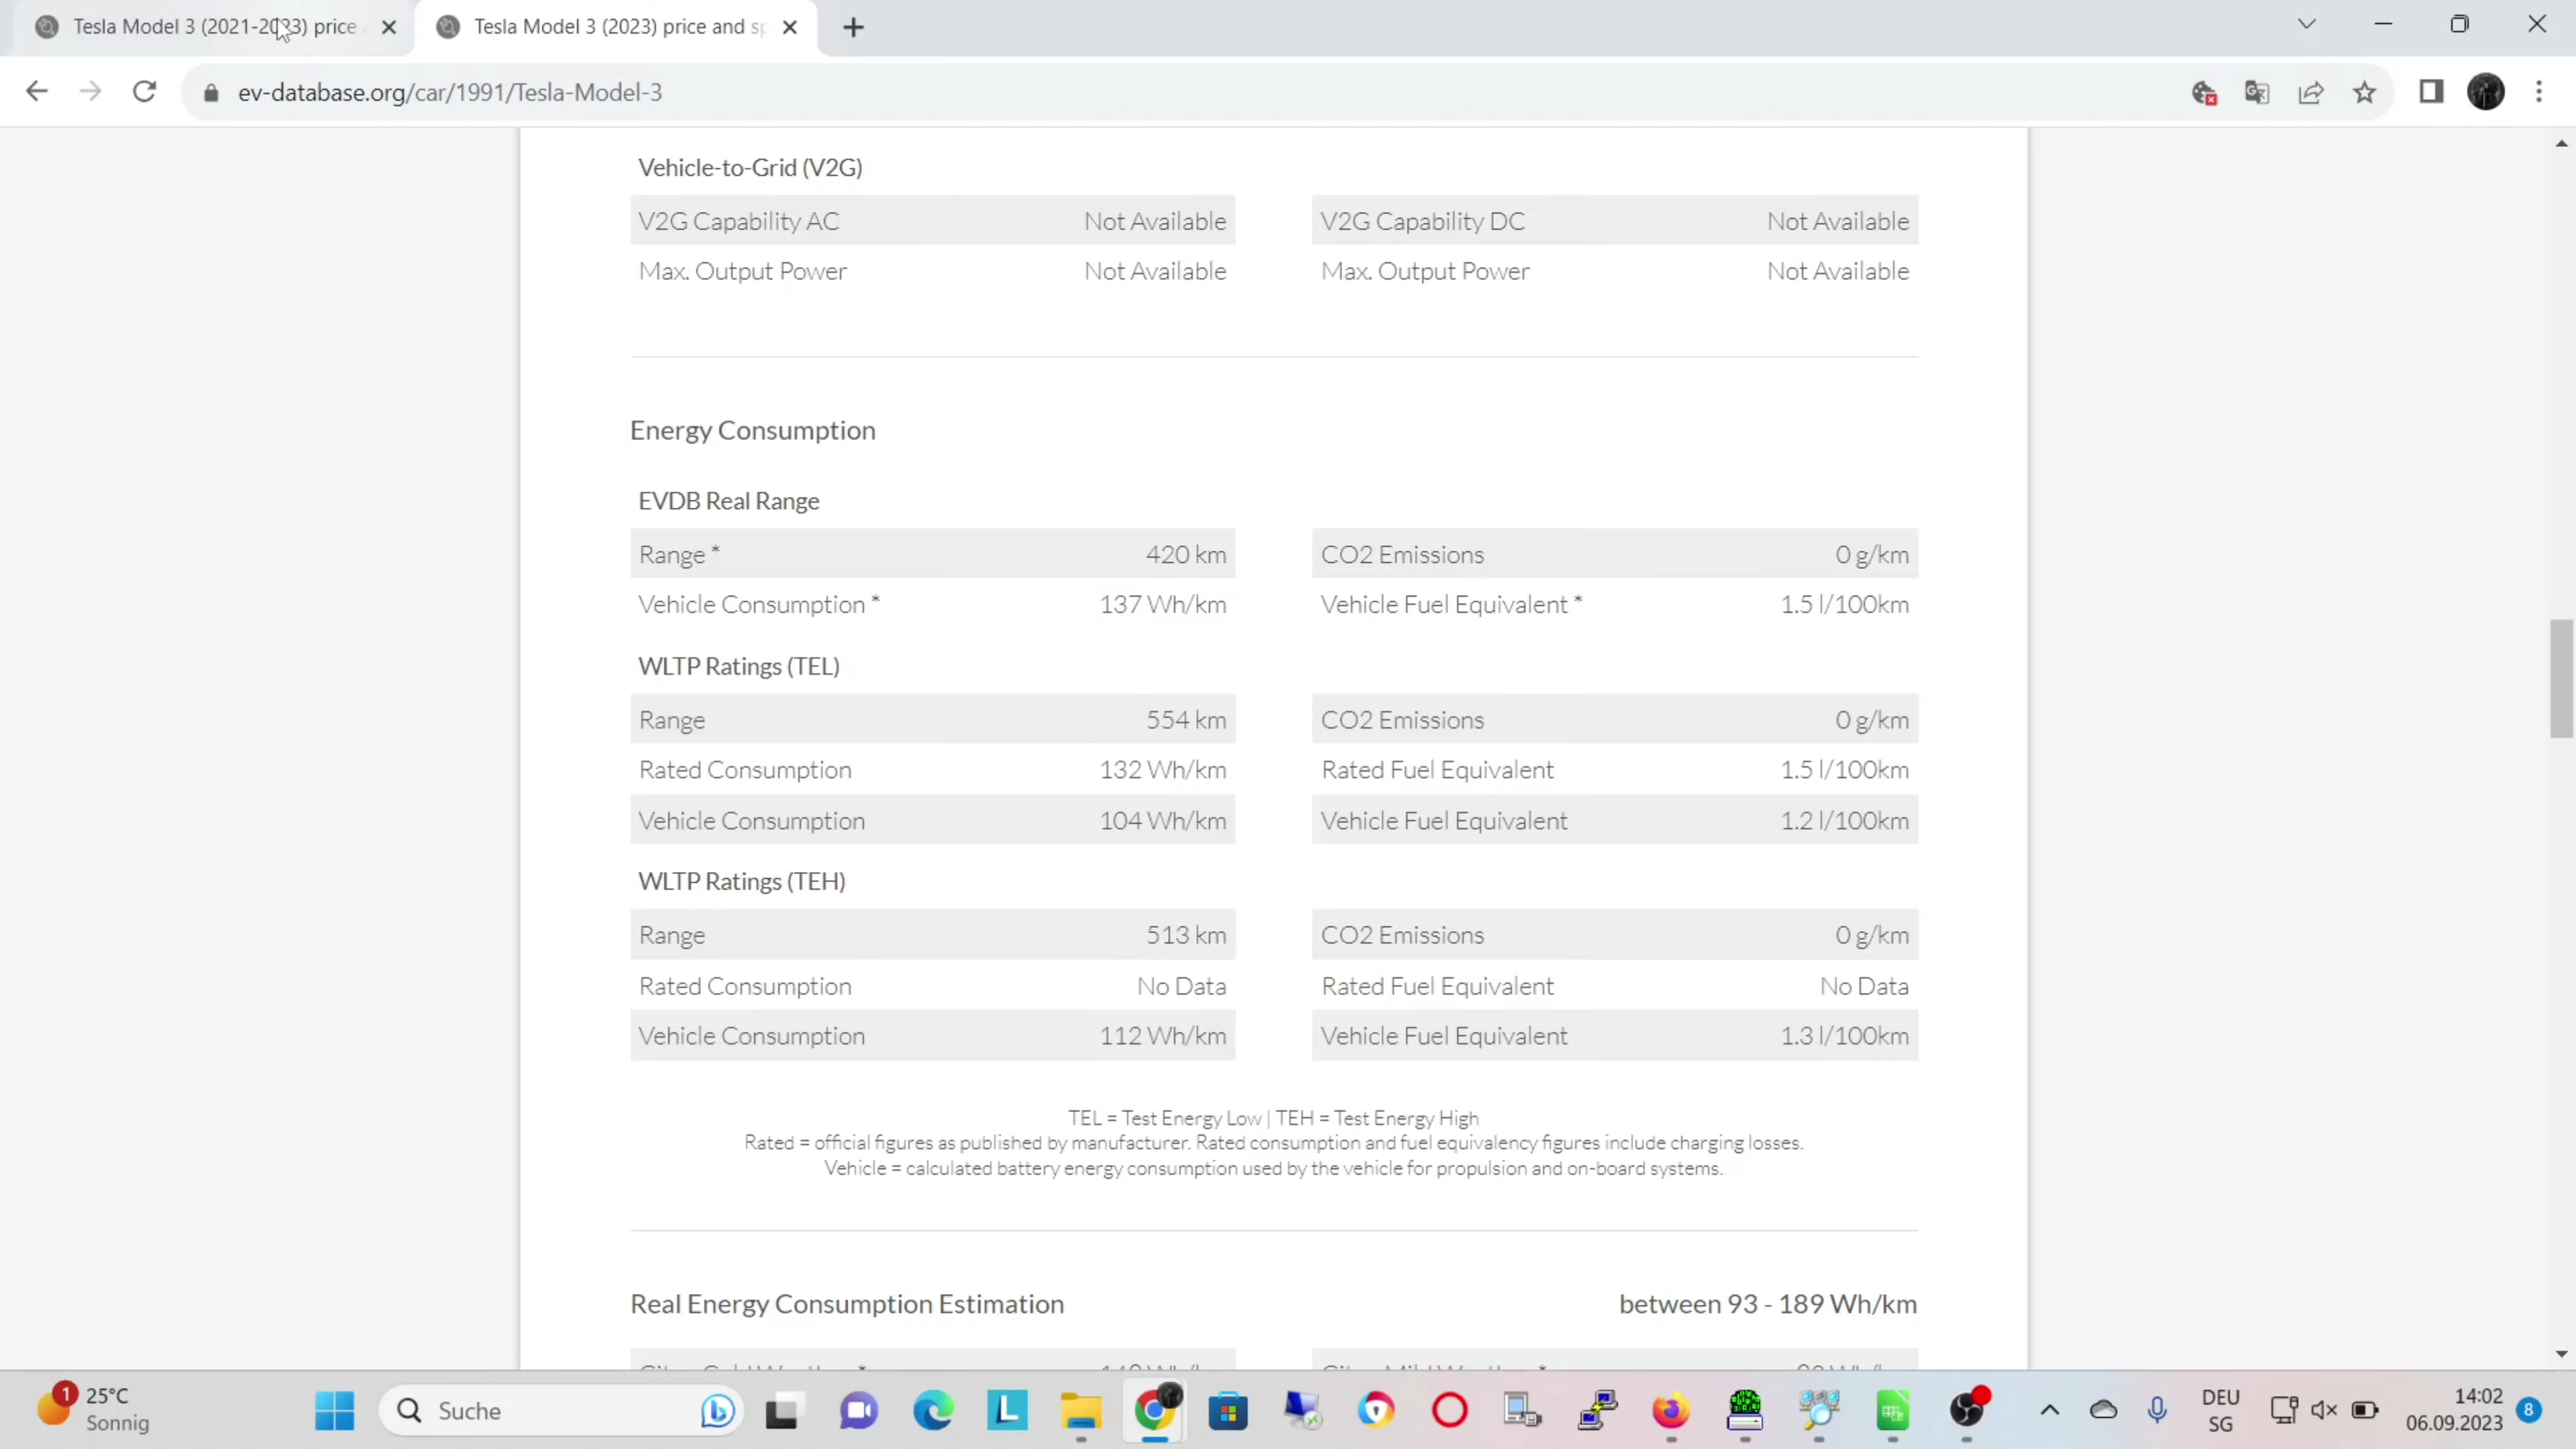 Tesla Model 3 (2021-2023) price
Tesla Model 3 (2023) price and sp
ev-database.org/car/1991/Tesla-Model-3
Vehicle-to-Grid (V2G)
V2G Capability AC Not Available V2G Capability DC Not Available
Max. Output Power Not Available Max. Output Power Not Available
Energy Consumption
EVDB Real Range
Range * 420 km CO2 Emissions 0 g/km
Vehicle Consumption * 137 Wh/km Vehicle Fuel Equivalent * 1.5 l/100km
WLTP Ratings (TEL)
Range 554 km CO2 Emissions 0 g/km
Rated Consumption 132 Wh/km Rated Fuel Equivalent 1.5 l/100km
Vehicle Consumption 104 Wh/km Vehicle Fuel Equivalent 1.2 l/100km
WLTP Ratings (TEH)
Range 513 km CO2 Emissions 0 g/km
Rated Consumption No Data Rated Fuel Equivalent No Data
Vehicle Consumption 112 Wh/km Vehicle Fuel Equivalent 1.3 l/100km
TEL = Test Energy Low | TEH = Test Energy High
Rated = official figures as published by manufacturer. Rated consumption and fuel equivalency figures include charging losses.
Vehicle = calculated battery energy consumption used by the vehicle for propulsion and on-board systems.
Real Energy Consumption Estimation between 93 - 189 Wh/km
1 25°C
Sonnig
Suche
L
DEU
SG
14:02
06.09.2023
8